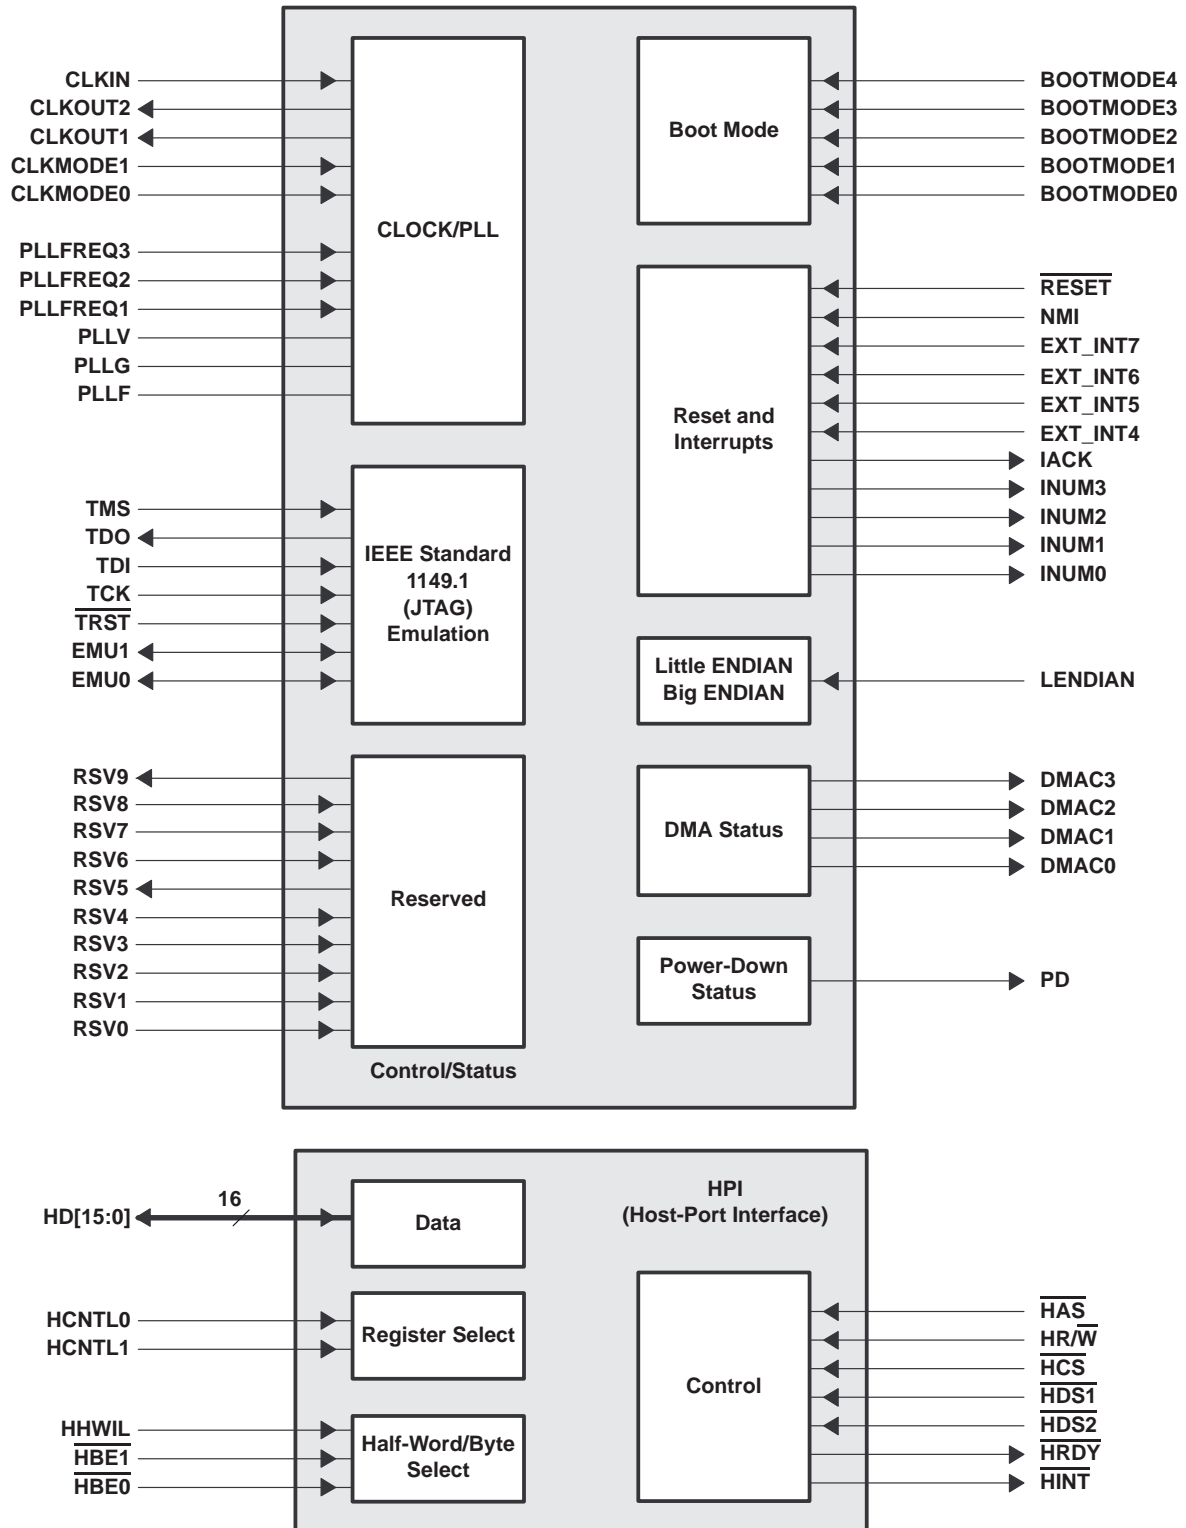 CLKIN
CLKOUT2
CLKOUT1
CLKMODE1
CLKMODE0
PLLFREQ3
PLLFREQ2
PLLFREQ1
PLLV
PLLG
PLLF
CLOCK/PLL
TMS
TDO
TDI
TCK
TRST
EMU1
EMU0
IEEE Standard
1149.1
(JTAG)
Emulation
RSV9
RSV8
RSV7
RSV6
RSV5
RSV4
RSV3
RSV2
RSV1
RSV0
Reserved
Control/Status
Boot Mode
BOOTMODE4
BOOTMODE3
BOOTMODE2
BOOTMODE1
BOOTMODE0
Reset and
Interrupts
RESET
NMI
EXT_INT7
EXT_INT6
EXT_INT5
EXT_INT4
IACK
INUM3
INUM2
INUM1
INUM0
Little ENDIAN
Big ENDIAN
LENDIAN
DMA Status
DMAC3
DMAC2
DMAC1
DMAC0
Power-Down
Status
PD
HD[15:0]
16
Data
HPI
(Host-Port Interface)
HCNTL0
HCNTL1
Register Select
HHWIL
HBE1
HBE0
Half-Word/Byte
Select
Control
HAS
HR/W
HCS
HDS1
HDS2
HRDY
HINT